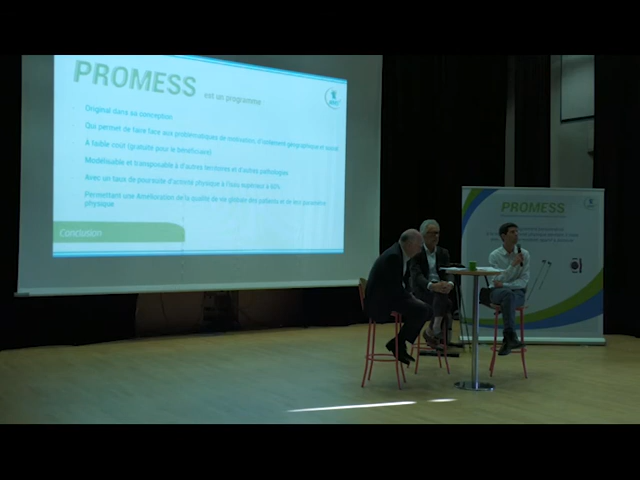 PROMESS est un programme
Original dans sa conception
Qui permet de faire face aux problématiques de motivation, d'isolement géographique et social
À faible coût (gratuité pour le bénéficiaire)
Modélisable et transposable à d'autres territoires et d'autres pathologies
Avec un taux de poursuite d'activité physique à l'issu supérieur à 60%
Permettant une Amélioration de la qualité de vie globale des patients et de leur paramètre
physique
Conclusion
PROMESS